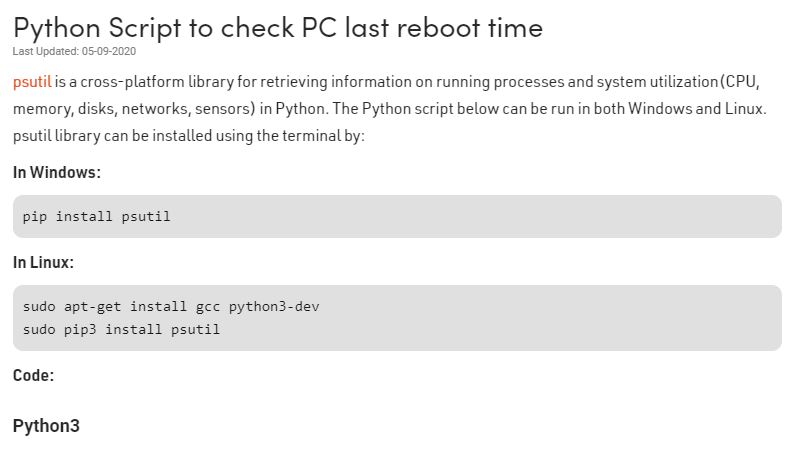 Python Script to check PC last reboot time
Last Updated: 05-09-2020
psutil is a cross-platform library for retrieving information on running processes and system utilization(CPU,
memory, disks, networks, sensors) in Python. The Python script below can be run in both Windows and Linux.
psutil library can be installed using the terminal by:
In Windows:
pip install psutil
In Linux:
sudo apt-get install gcc python3-dev
sudo pip3 install psutil
Code:
Python3